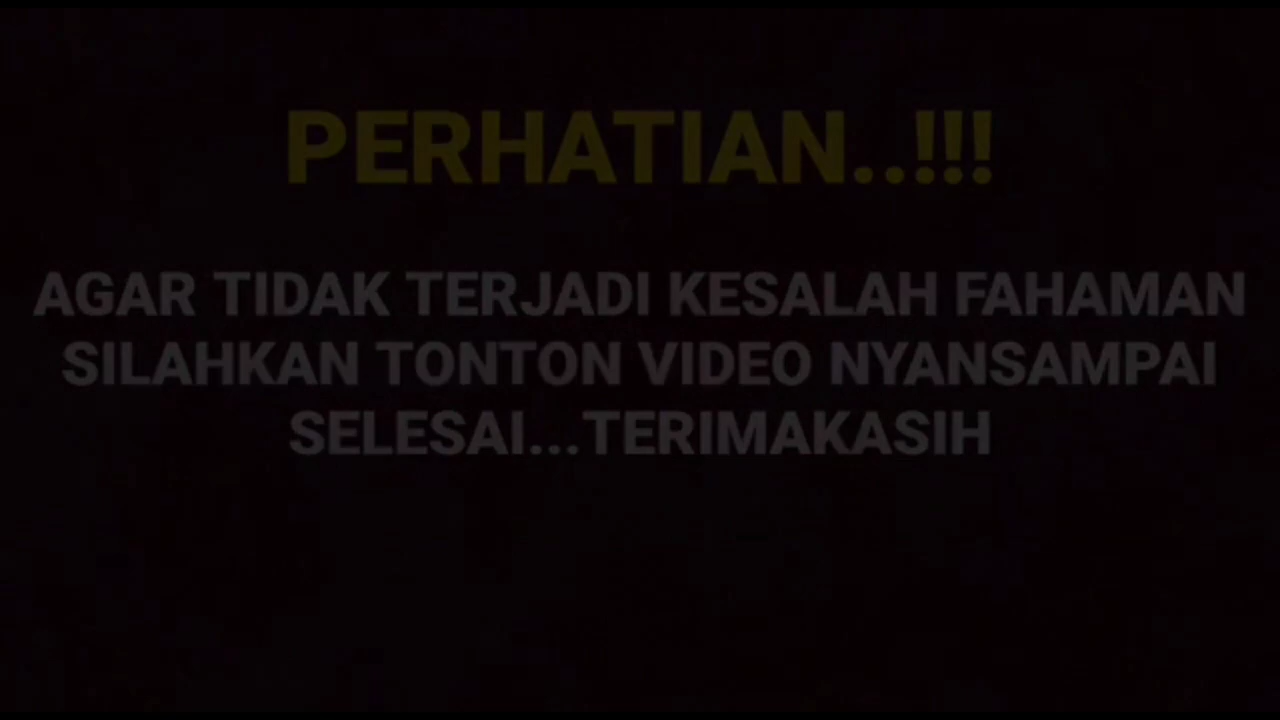 PERHATIAN..!!!
AGAR TIDAK TERJADI KESALAH FAHAMAN
SILAHKAN TONTON VIDEO NYANSAMPAI
SELESAI...TERIMAKASIH